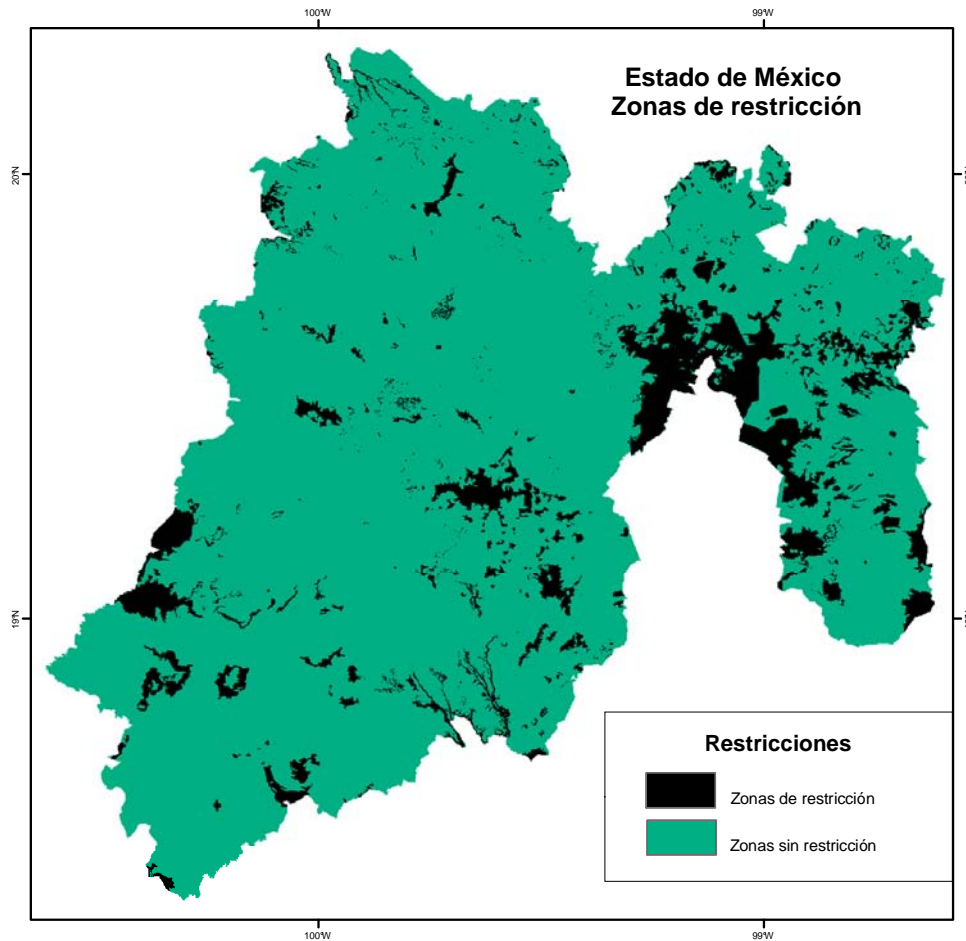 100°W
99°W
Estado de México
Zonas de restricción
20°N
19°N
Restricciones
Zonas de restricción
Zonas sin restricción
100°W
99°W